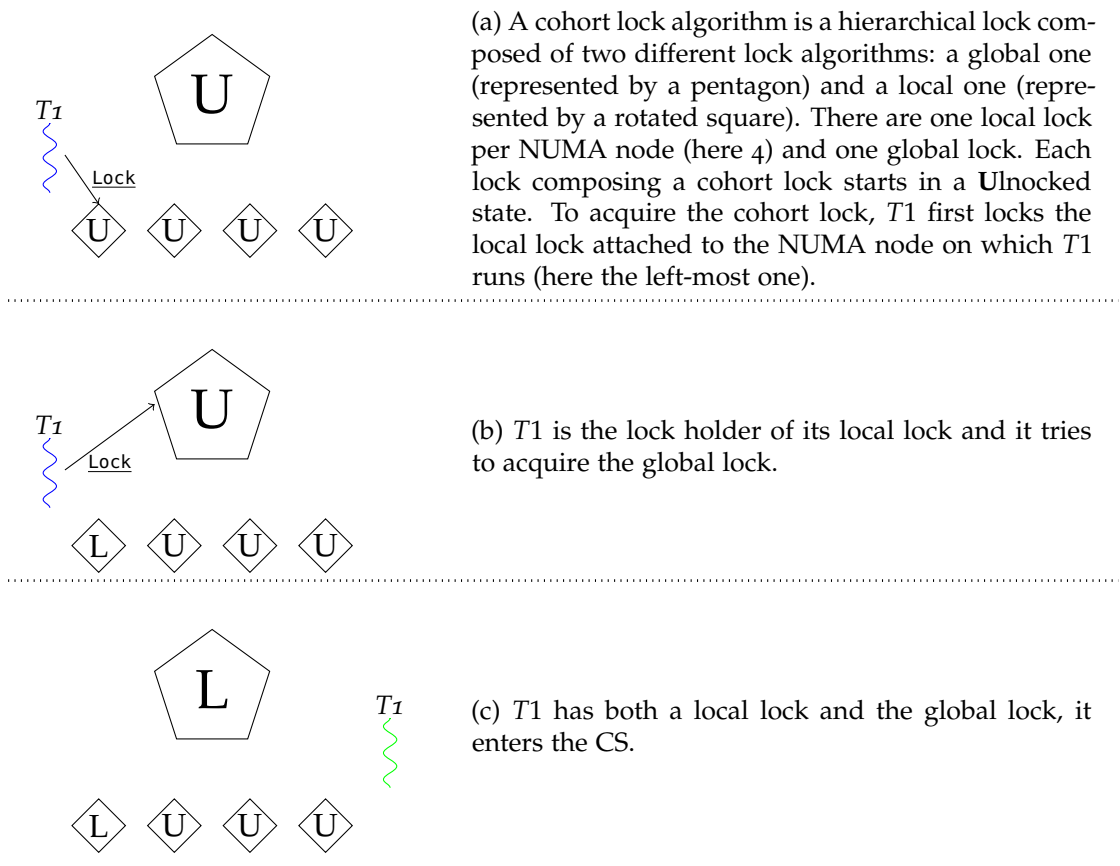 (a) A cohort lock algorithm is a hierarchical lock com-
posed of two different lock algorithms: a global one
(represented by a pentagon) and a local one (repre-
sented by a rotated square). There are one local lock
per NUMA node (here 4) and one global lock. Each
lock composing a cohort lock starts in a Ulnocked
state. To acquire the cohort lock, T1 first locks the
local lock attached to the NUMA node on which T1
runs (here the left-most one).
U
T1
Lock
U U U U
(b) T1 is the lock holder of its local lock and it tries
to acquire the global lock.
U
T1
Lock
L U U U
(c) T1 has both a local lock and the global lock, it
enters the CS.
L
T1
L U U U